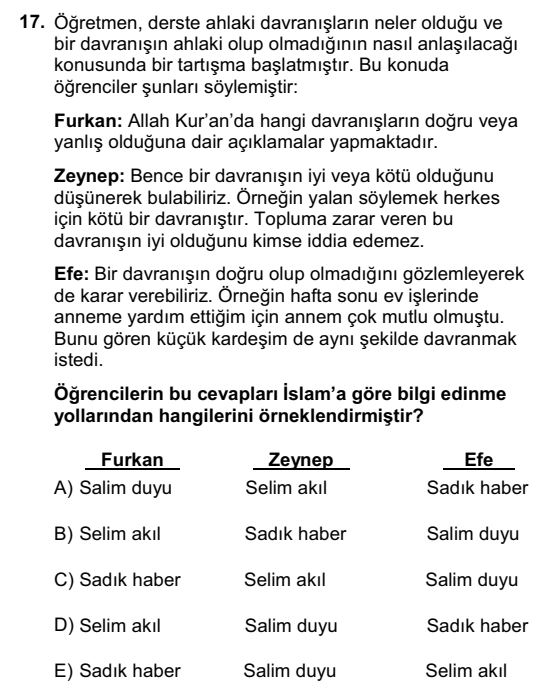 17. Öğretmen, derste ahlaki davranışların neler olduğu ve
bir davranışın ahlaki olup olmadığının nasıl anlaşılacağı
konusunda bir tartışma başlatmıştır. Bu konuda
öğrenciler şunları söylemiştir:
Furkan: Allah Kur’an’da hangi davranışların doğru veya
yanlış olduğuna dair açıklamalar yapmaktadır.
Zeynep: Bence bir davranışın iyi veya kötü olduğunu
düşünerek bulabiliriz. Örneğin yalan söylemek herkes
için kötü bir davranıştır. Topluma zarar veren bu
davranışın iyi olduğunu kimse iddia edemez.
Efe: Bir davranışın doğru olup olmadığını gözlemleyerek
de karar verebiliriz. Örneğin hafta sonu ev işlerinde
anneme yardım ettiğim için annem çok mutlu olmuştu.
Bunu gören küçük kardeşim de aynı şekilde davranmak
istedi.
Öğrencilerin bu cevapları İslam’a göre bilgi edinme
yollarından hangilerini örneklendirmiştir?
Furkan Zeynep Efe
A) Salim duyu Selim akıl Sadık haber
B) Selim akıl Sadık haber Salim duyu
C) Sadık haber Selim akıl Salim duyu
D) Selim akıl Salim duyu Sadık haber
E) Sadık haber Salim duyu Selim akıl